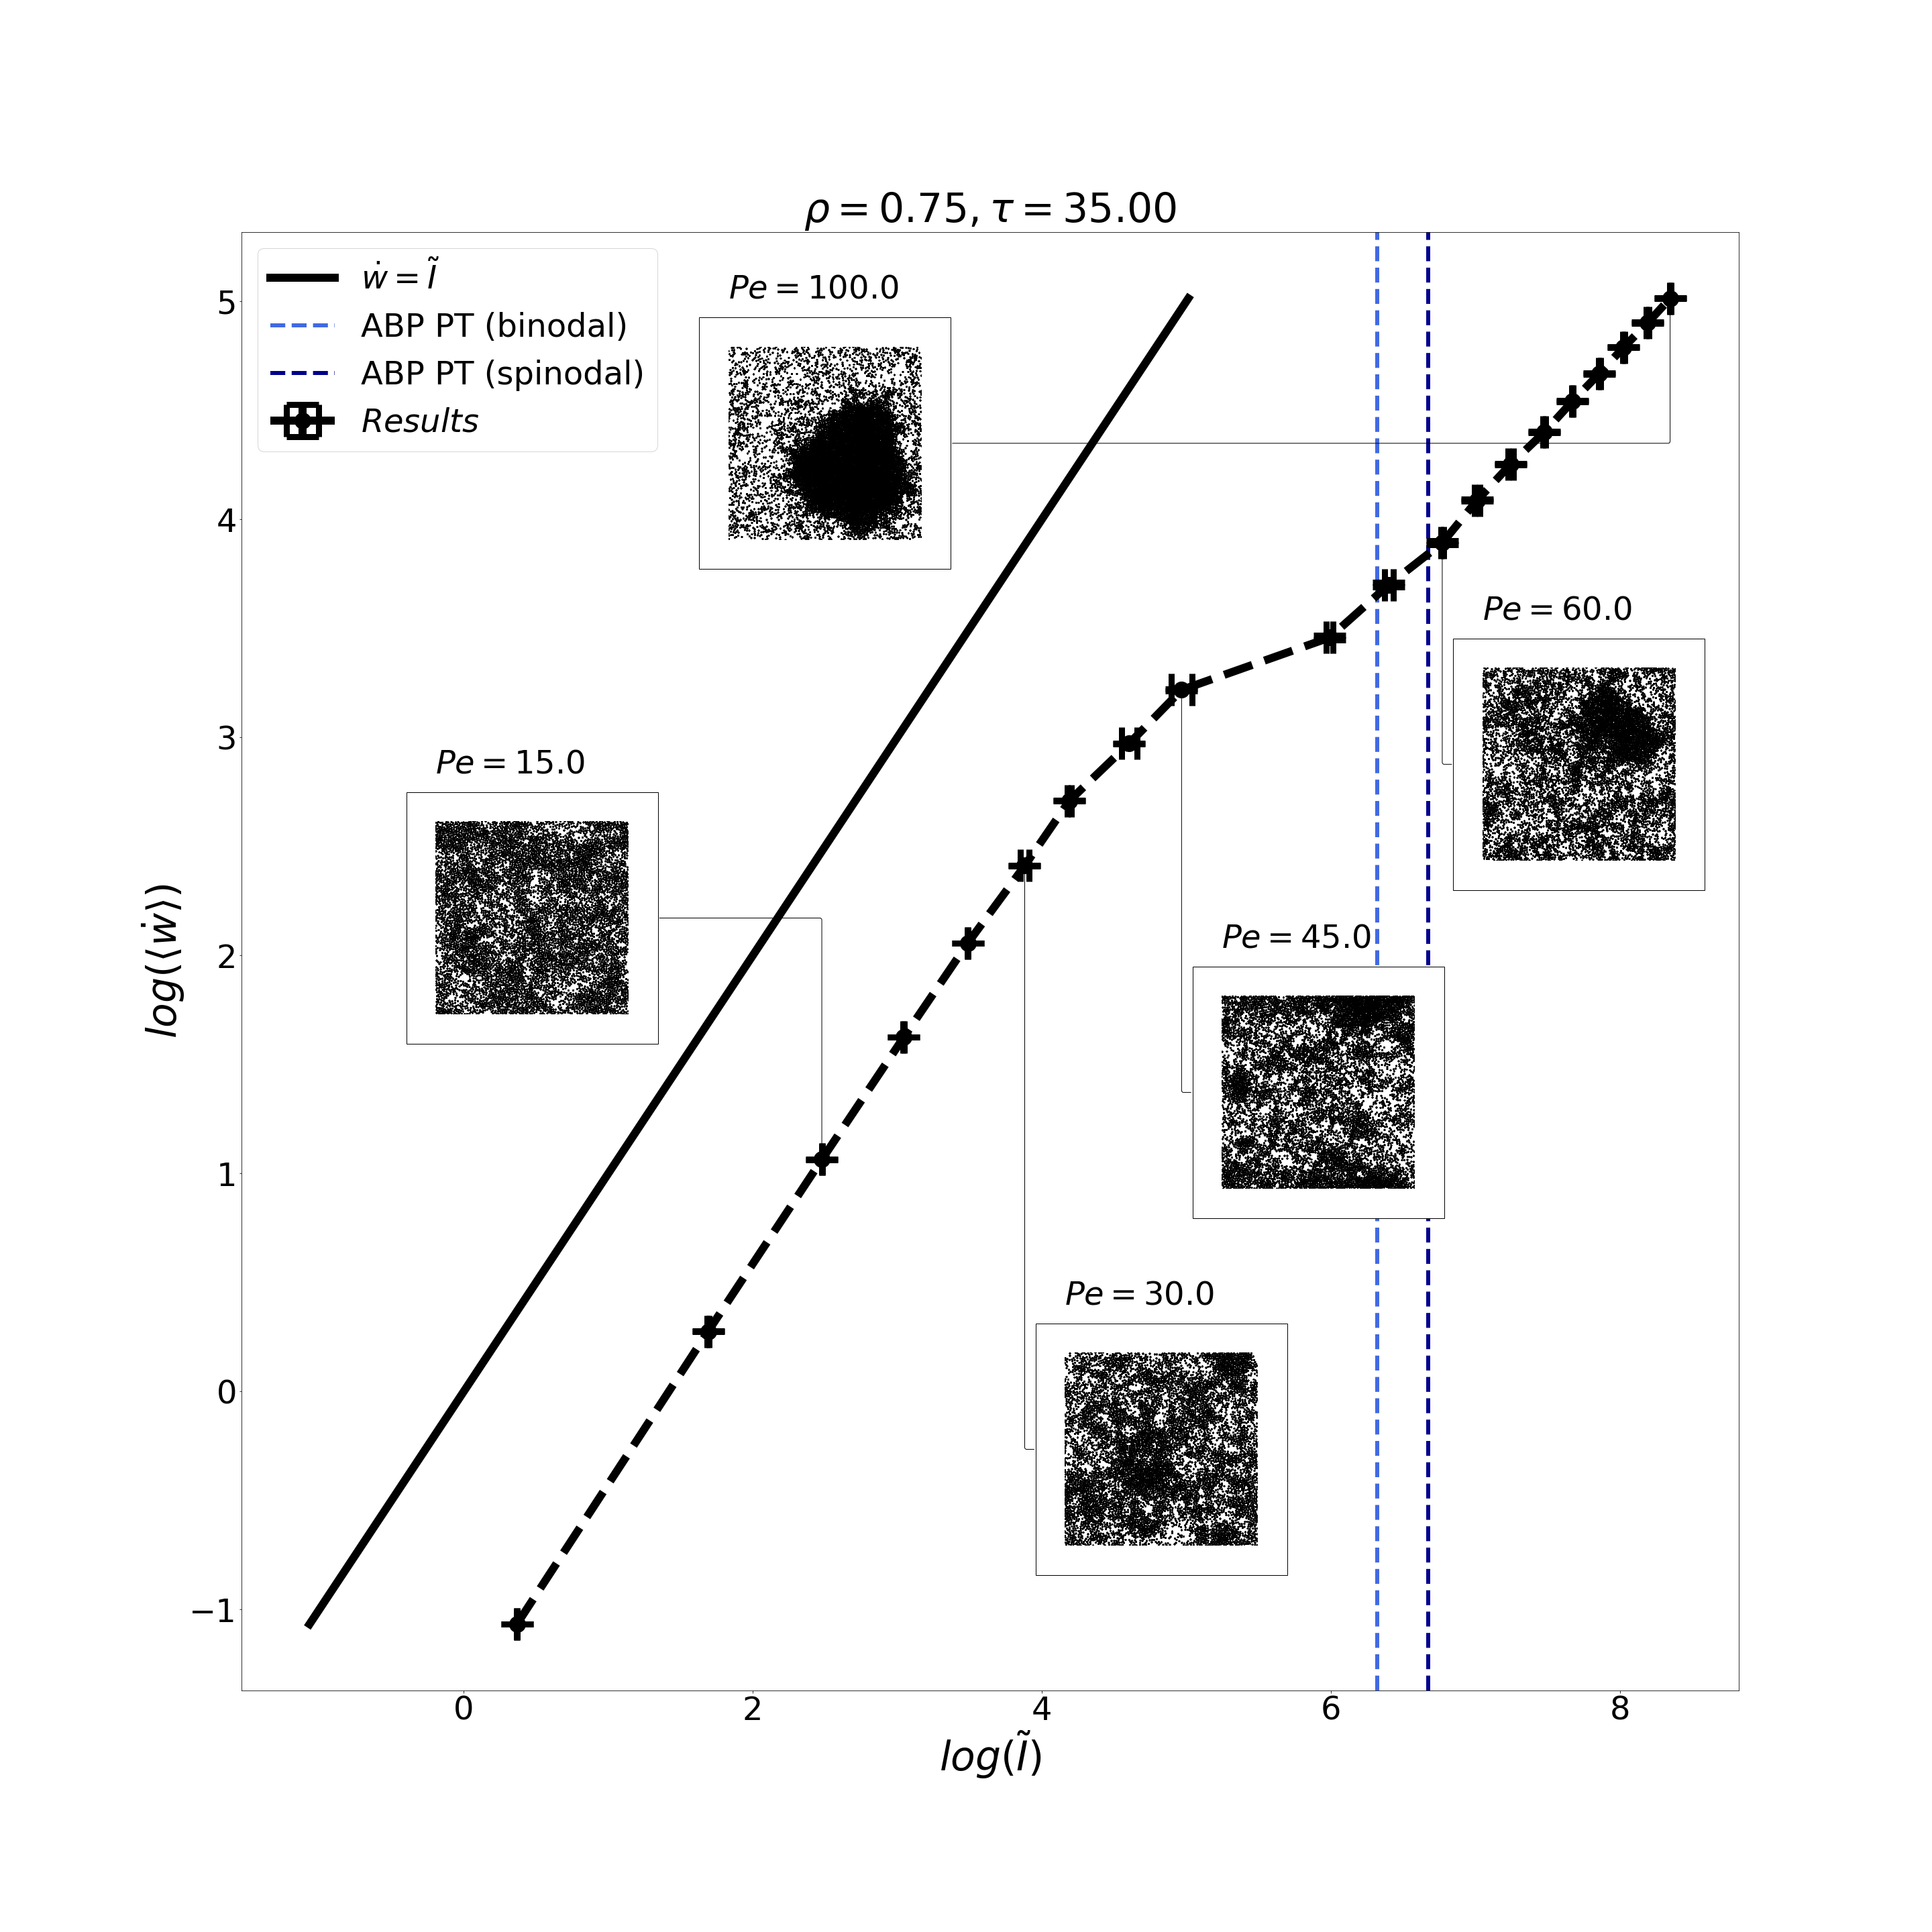 ρ = 0.75, τ = 35.00
ẇ = Ĩ
ABP PT (binodal)
ABP PT (spinodal)
Results
Pe = 100.0
Pe = 60.0
Pe = 15.0
Pe = 45.0
Pe = 30.0
5
4
3
2
1
0
−1
log(⟨⟨ẇ⟩⟩)
0 2 4 6 8
log(Ĩ)